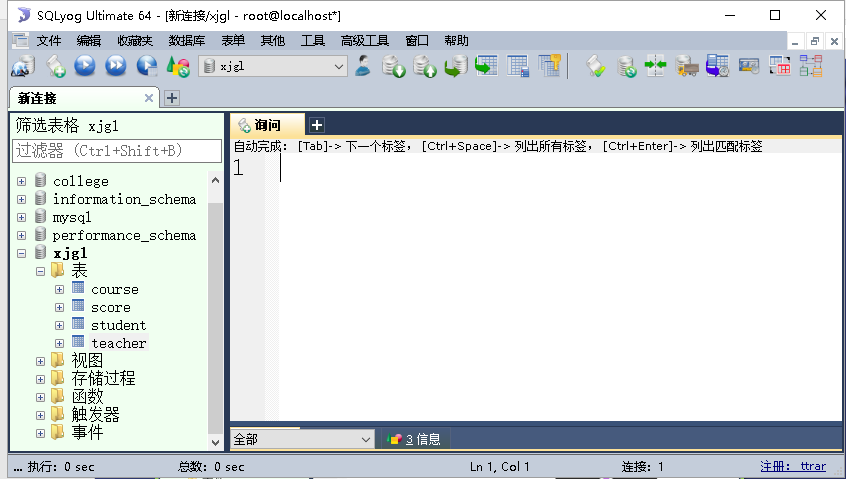 SQLyog Ultimate 64 - [新连接/xjgl - root@localhost*]
文件 编辑 收藏夹 数据库 表单 其他 工具 高级工具 窗口 帮助
xjgl
新连接
筛选表格 xjgl
过滤器 (Ctrl+Shift+B)
college
information_schema
mysql
performance_schema
xjgl
表
course
score
student
teacher
视图
存储过程
函数
触发器
事件
询问
自动完成: [Tab]-> 下一个标签, [Ctrl+Space]-> 列出所有标签, [Ctrl+Enter]-> 列出匹配标签
1
全部
3 信息
... 执行: 0 sec 总数: 0 sec Ln 1, Col 1 连接: 1 注册: ttrar